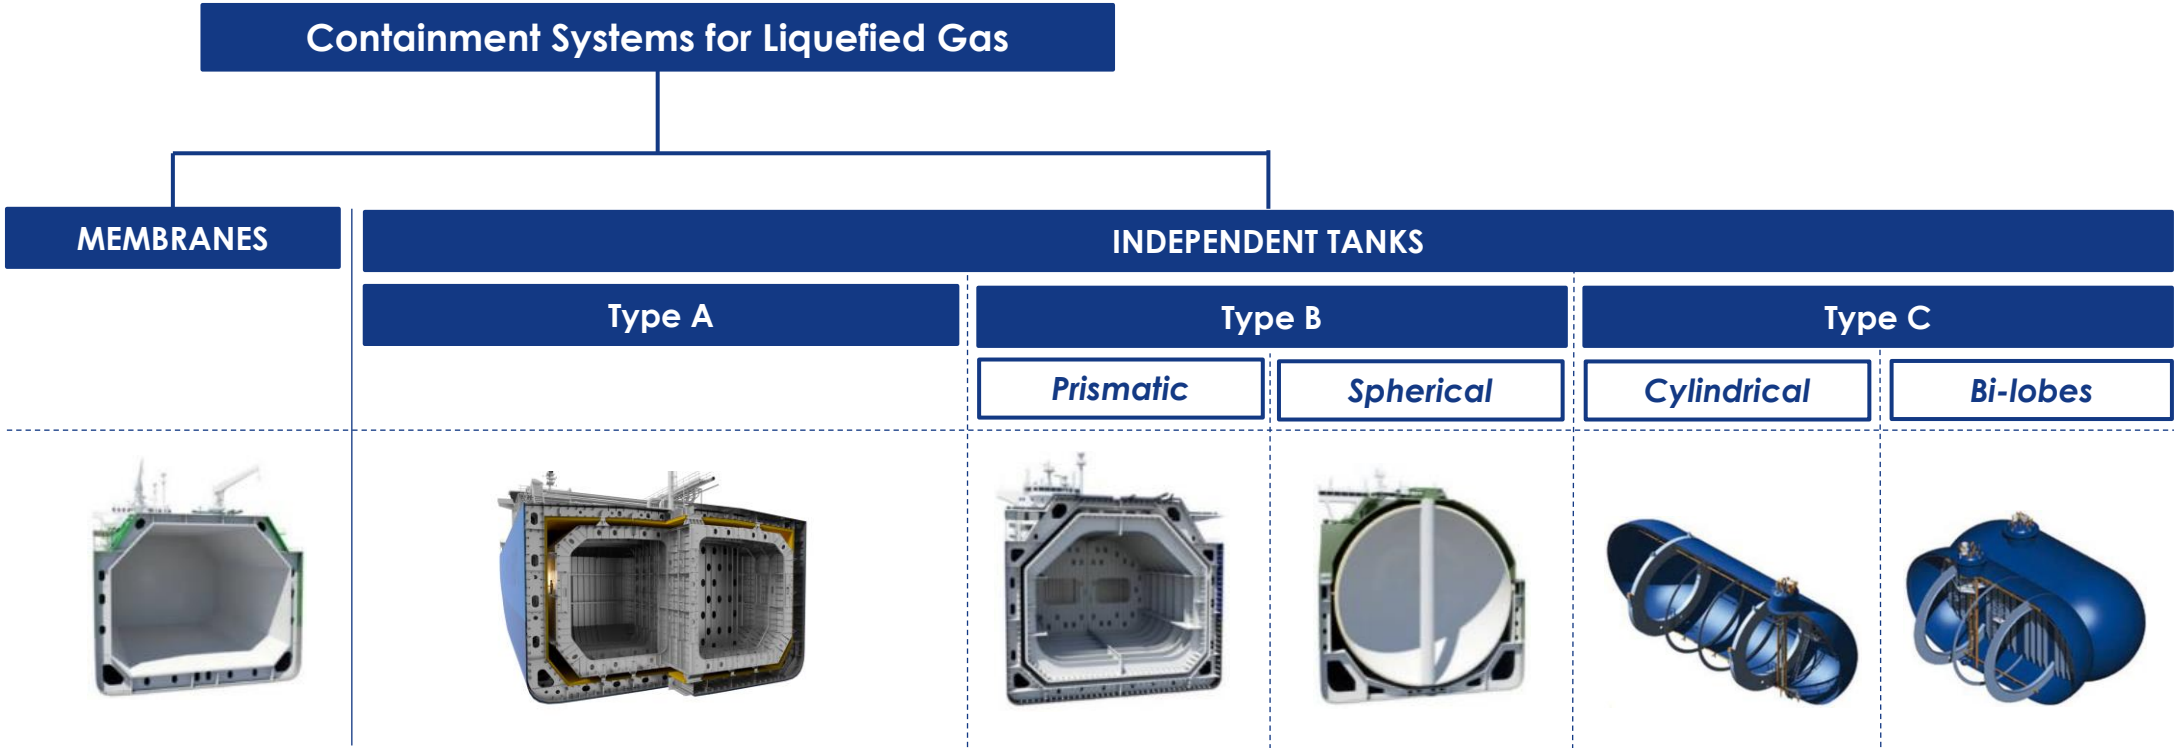 Containment Systems for Liquefied Gas
MEMBRANES
INDEPENDENT TANKS
Type A
Type B
Type C
Prismatic
Spherical
Cylindrical
Bi-lobes